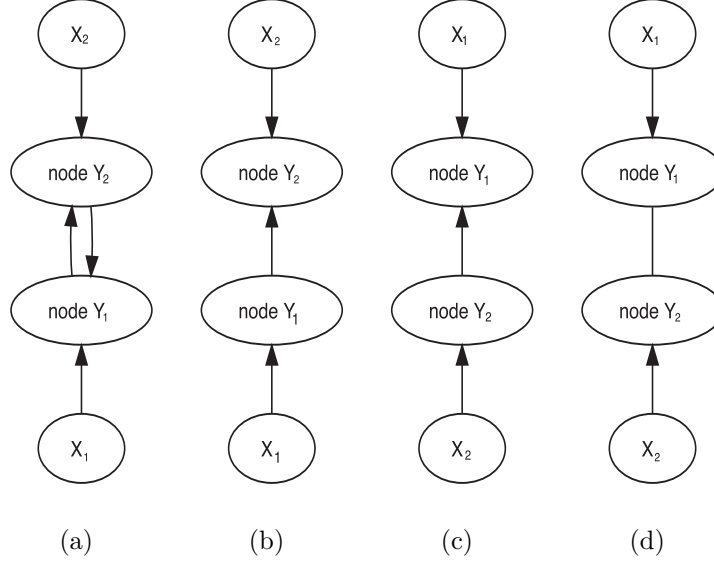 X₂ X₂ X₁ X₁
node Y₂ node Y₂ node Y₁ node Y₁
node Y₁ node Y₁ node Y₂ node Y₂
X₁ X₁ X₂ X₂
(a) (b) (c) (d)